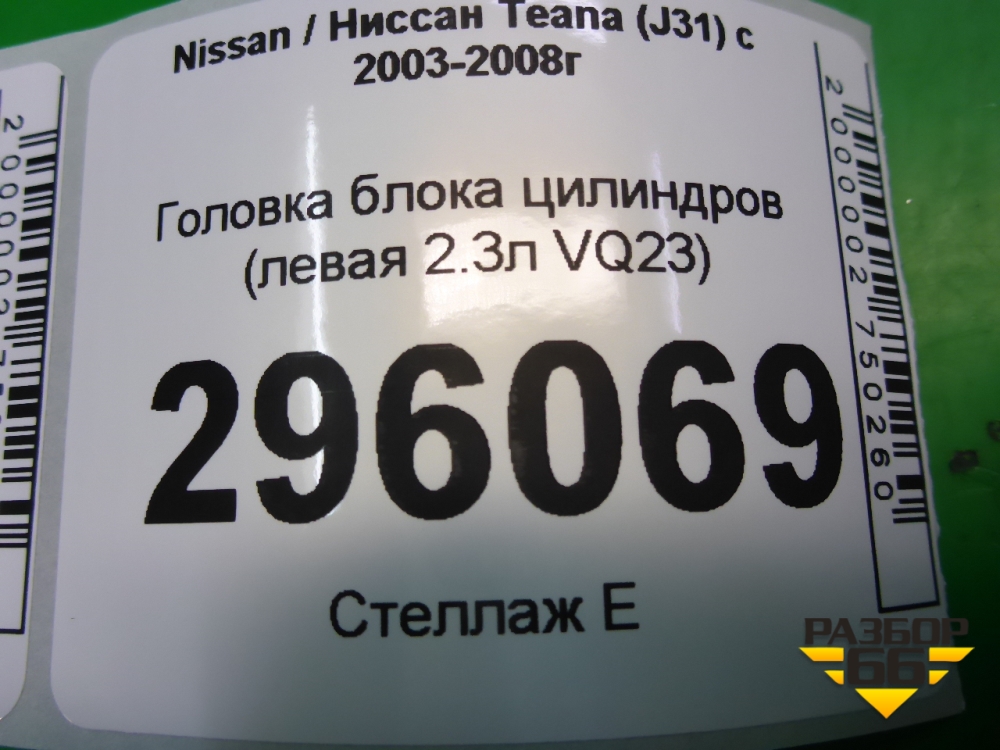 Nissan / Ниссан Teana (J31) с
2003-2008г
Головка блока цилиндров
(левая 2.3л VQ23)
296069
Стеллаж Е
2000002750260
РАЗБОР
66